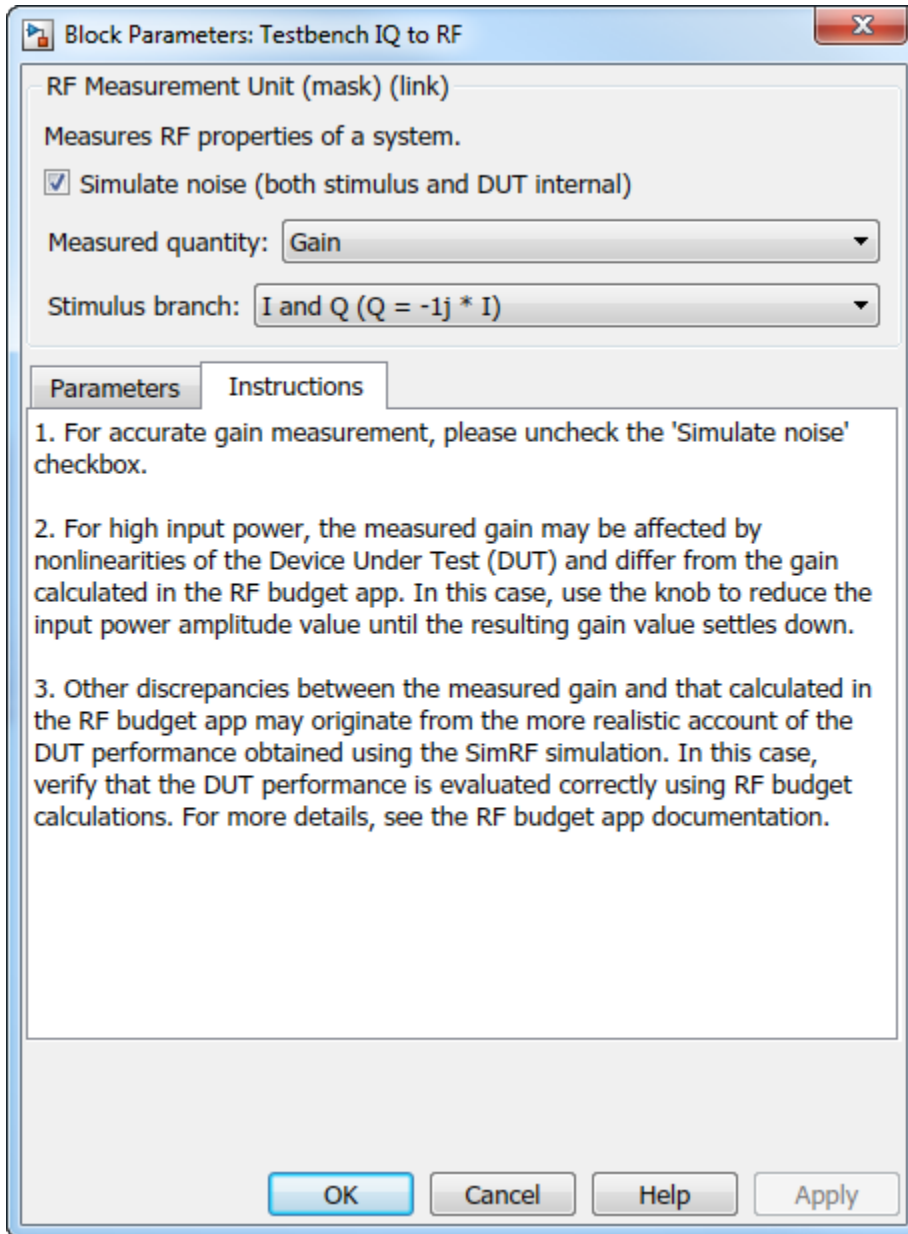 Block Parameters: Testbench IQ to RF
RF Measurement Unit (mask) (link)
Measures RF properties of a system.
Simulate noise (both stimulus and DUT internal)
Measured quantity: Gain
Stimulus branch: I and Q (Q = -1j * I)
Parameters Instructions
1. For accurate gain measurement, please uncheck the 'Simulate noise'
checkbox.
2. For high input power, the measured gain may be affected by
nonlinearities of the Device Under Test (DUT) and differ from the gain
calculated in the RF budget app. In this case, use the knob to reduce the
input power amplitude value until the resulting gain value settles down.
3. Other discrepancies between the measured gain and that calculated in
the RF budget app may originate from the more realistic account of the
DUT performance obtained using the SimRF simulation. In this case,
verify that the DUT performance is evaluated correctly using RF budget
calculations. For more details, see the RF budget app documentation.
OK Cancel Help Apply